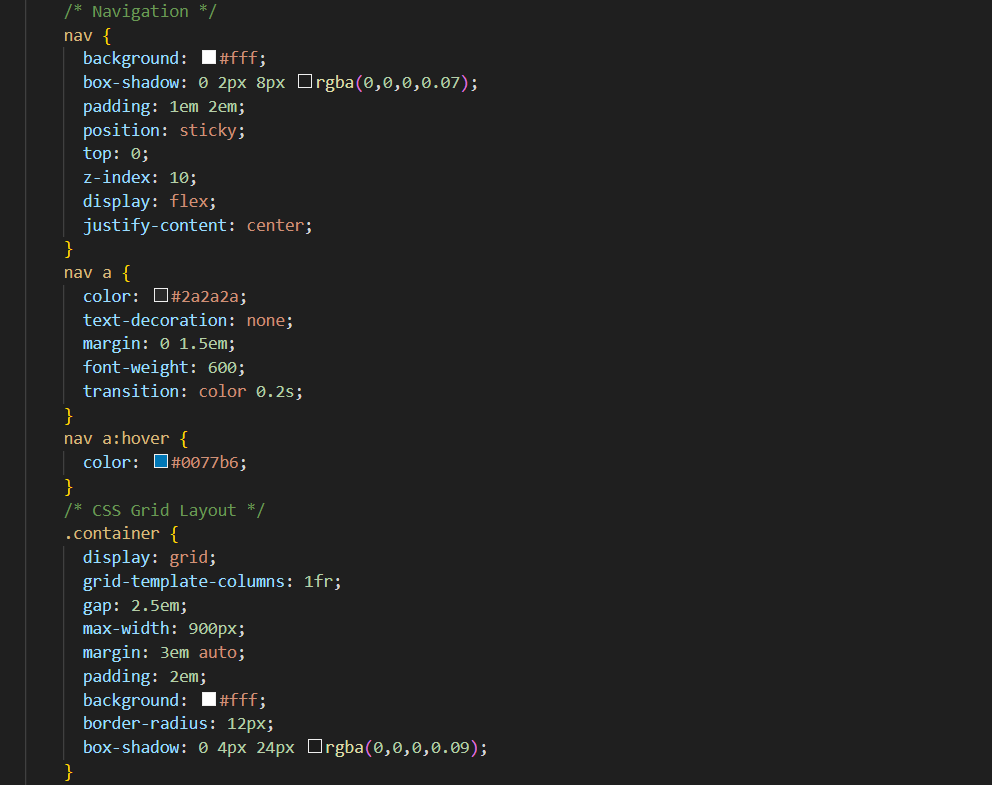 /* Navigation */
nav {
  background: #fff;
  box-shadow: 0 2px 8px rgba(0,0,0,0.07);
  padding: 1em 2em;
  position: sticky;
  top: 0;
  z-index: 10;
  display: flex;
  justify-content: center;
}
nav a {
  color: #2a2a2a;
  text-decoration: none;
  margin: 0 1.5em;
  font-weight: 600;
  transition: color 0.2s;
}
nav a:hover {
  color: #0077b6;
}
/* CSS Grid Layout */
.container {
  display: grid;
  grid-template-columns: 1fr;
  gap: 2.5em;
  max-width: 900px;
  margin: 3em auto;
  padding: 2em;
  background: #fff;
  border-radius: 12px;
  box-shadow: 0 4px 24px rgba(0,0,0,0.09);
}